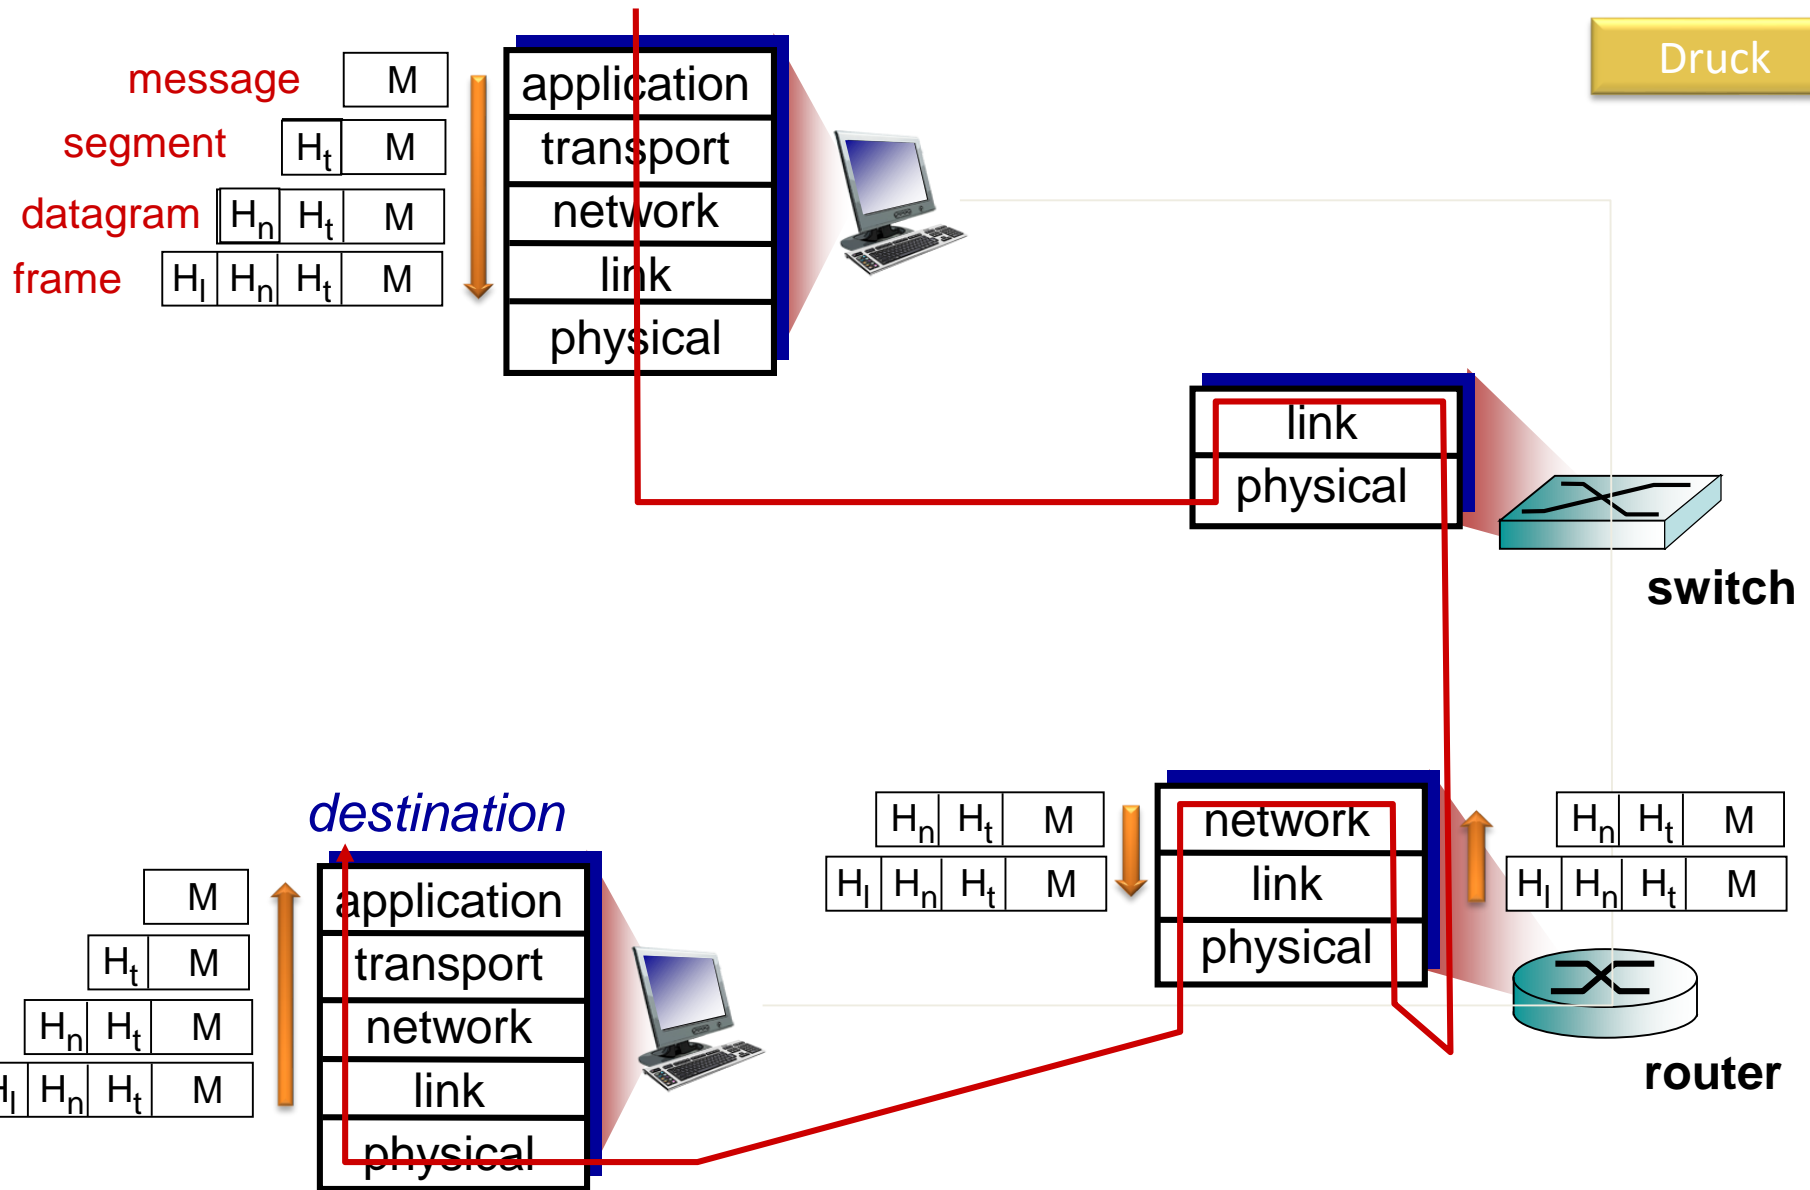 Druck
message M
segment Ht M
datagram Hn Ht M
frame Hl Hn Ht M
application
transport
network
link
physical
link
physical
switch
destination
M
Ht M
Hn Ht M
Hl Hn Ht M
application
transport
network
link
physical
Hn Ht M
Hl Hn Ht M
network
link
physical
Hn Ht M
Hl Hn Ht M
router